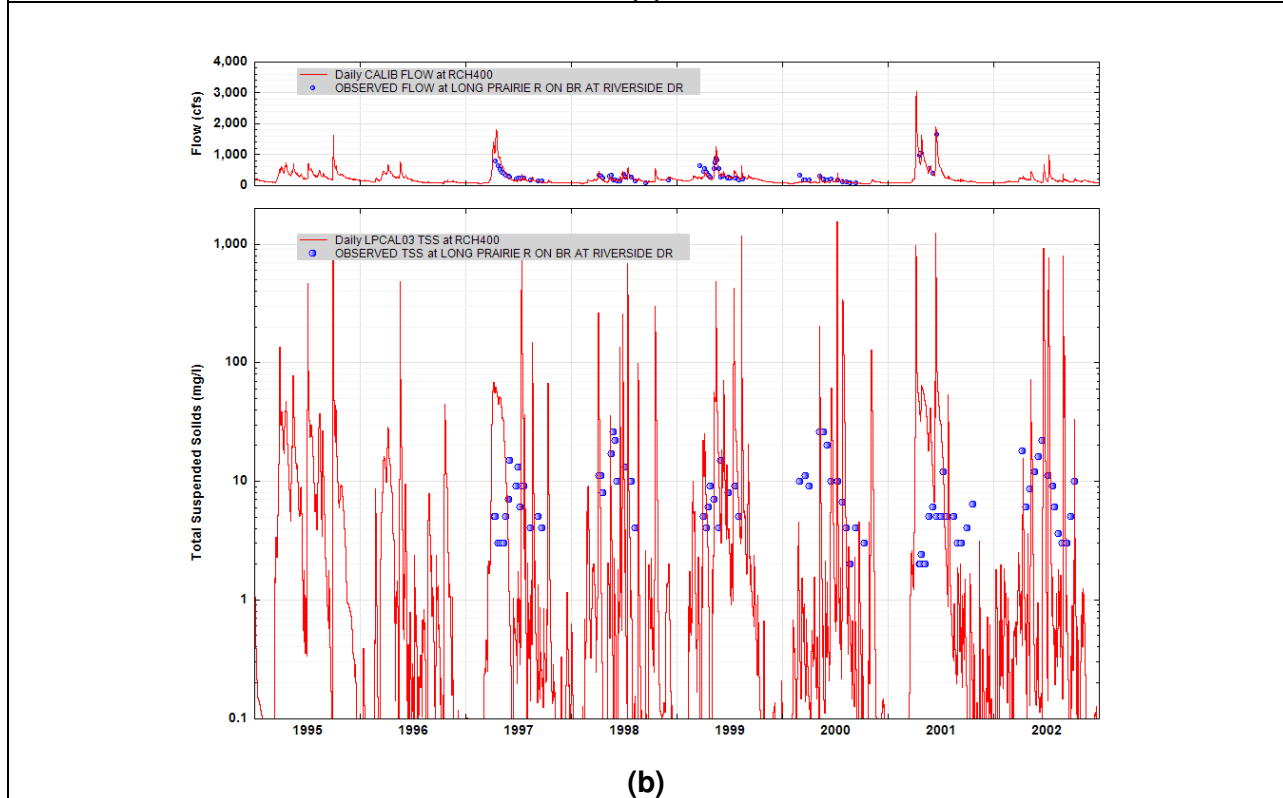 4,000
Daily CALIB FLOW at RCH400
OBSERVED FLOW at LONG PRAIRIE R ON BR AT RIVERSIDE DR
3,000
2,000
1,000
0
Flow (cfs)
Daily LPCAL03 TSS at RCH400
OBSERVED TSS at LONG PRAIRIE R ON BR AT RIVERSIDE DR
1,000
100
10
1
0.1
Total Suspended Solids (mg/l)
1995 1996 1997 1998 1999 2000 2001 2002
(b)